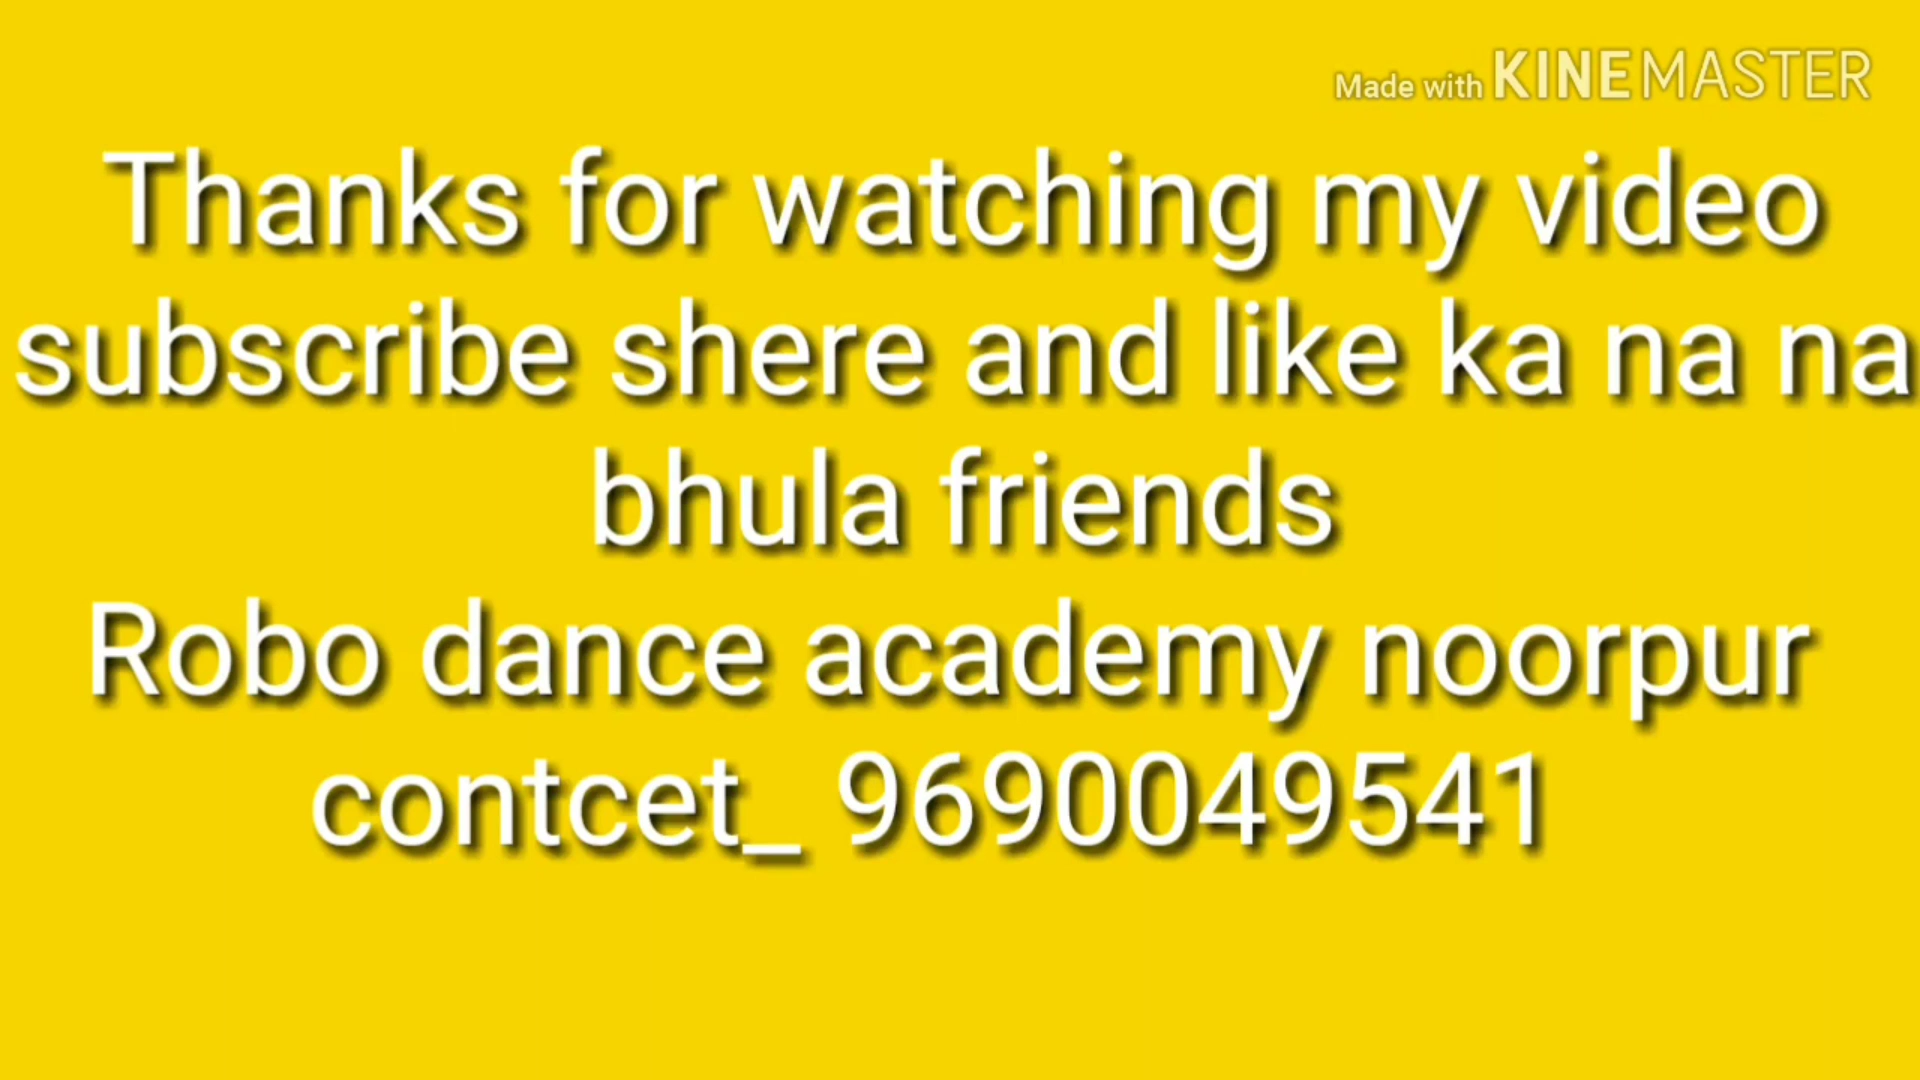 Made with KINEMASTER
Thanks for watching my video
subscribe shere and like ka na na
bhula friends
Robo dance academy noorpur
contcet_ 9690049541